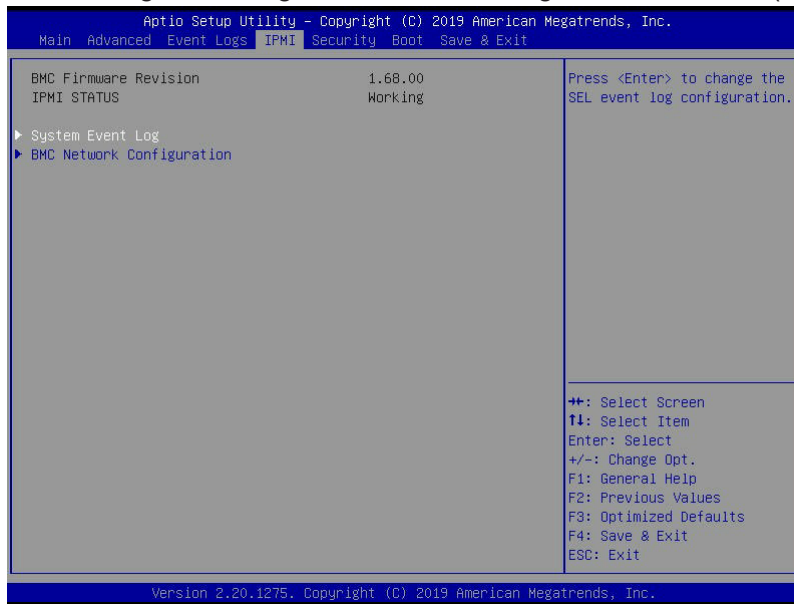 Aptio Setup Utility – Copyright (C) 2019 American Megatrends, Inc.
Main Advanced Event Logs IPMI Security Boot Save & Exit
BMC Firmware Revision 1.68.00
IPMI STATUS Working
System Event Log
BMC Network Configuration
Press <Enter> to change the
SEL event log configuration.
→←: Select Screen
↑↓: Select Item
Enter: Select
+/-: Change Opt.
F1: General Help
F2: Previous Values
F3: Optimized Defaults
F4: Save & Exit
ESC: Exit
Version 2.20.1275. Copyright (C) 2019 American Megatrends, Inc.